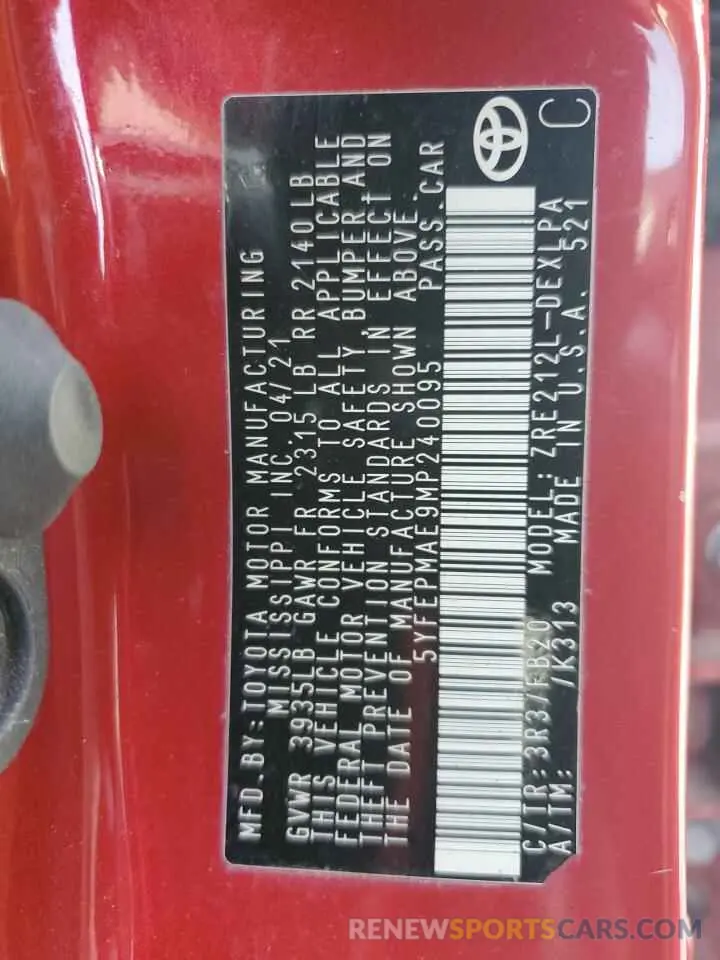 MFD.BY:TOYOTA MOTOR MANUFACTURING
MISSISSIPPI INC. 04/21
GVWR 3935LB GAWR FR 2315 LB RR 2140LB
THIS VEHICLE CONFORMS TO ALL APPLICABLE
FEDERAL MOTOR VEHICLE SAFETY, BUMPER AND
THEFT PREVENTION STANDARDS IN EFFECT ON
THE DATE OF MANUFACTURE SHOWN ABOVE.
5YFEPMAE9MP240095 PASS.CAR
C/TR:3R3/FB20 MODEL: ZRE212L-DEXLPA
A/TM: /K313 MADE IN U.S.A. 521
C
RENEWSPORTSCARS.COM